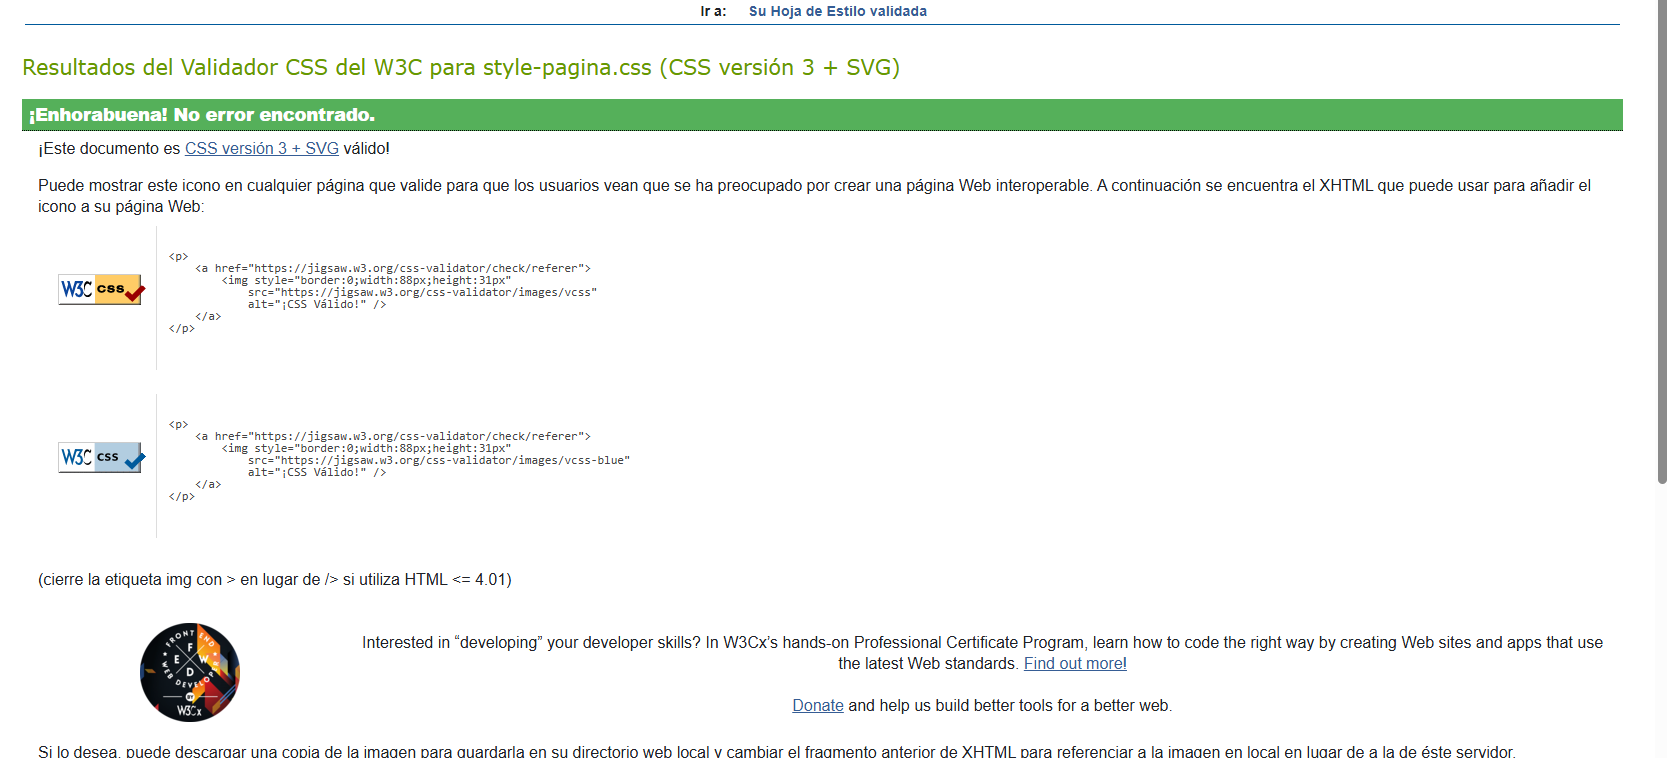 Ir a: Su Hoja de Estilo validada
Resultados del Validador CSS del W3C para style-pagina.css (CSS versión 3 + SVG)
¡Enhorabuena! No error encontrado.
¡Este documento es CSS versión 3 + SVG válido!
Puede mostrar este icono en cualquier página que valide para que los usuarios vean que se ha preocupado por crear una página Web interoperable. A continuación se encuentra el XHTML que puede usar para añadir el
icono a su página Web:
W3C css
<p>
<a href="https://jigsaw.w3.org/css-validator/check/referer">
<img style="border:0;width:88px;height:31px"
src="https://jigsaw.w3.org/css-validator/images/vcss"
alt="¡CSS Válido!" />
</a>
</p>
W3C css
<p>
<a href="https://jigsaw.w3.org/css-validator/check/referer">
<img style="border:0;width:88px;height:31px"
src="https://jigsaw.w3.org/css-validator/images/vcss-blue"
alt="¡CSS Válido!" />
</a>
</p>
(cierre la etiqueta img con > en lugar de /> si utiliza HTML <= 4.01)
FRONT END
WEB DEVELOPER
F E W D
BY
W3Cx
Interested in “developing” your developer skills? In W3Cx’s hands-on Professional Certificate Program, learn how to code the right way by creating Web sites and apps that use
the latest Web standards. Find out more!
Donate and help us build better tools for a better web.
Si lo desea, puede descargar una copia de la imagen para guardarla en su directorio web local y cambiar el fragmento anterior de XHTML para referenciar a la imagen en local en lugar de a la de éste servidor.